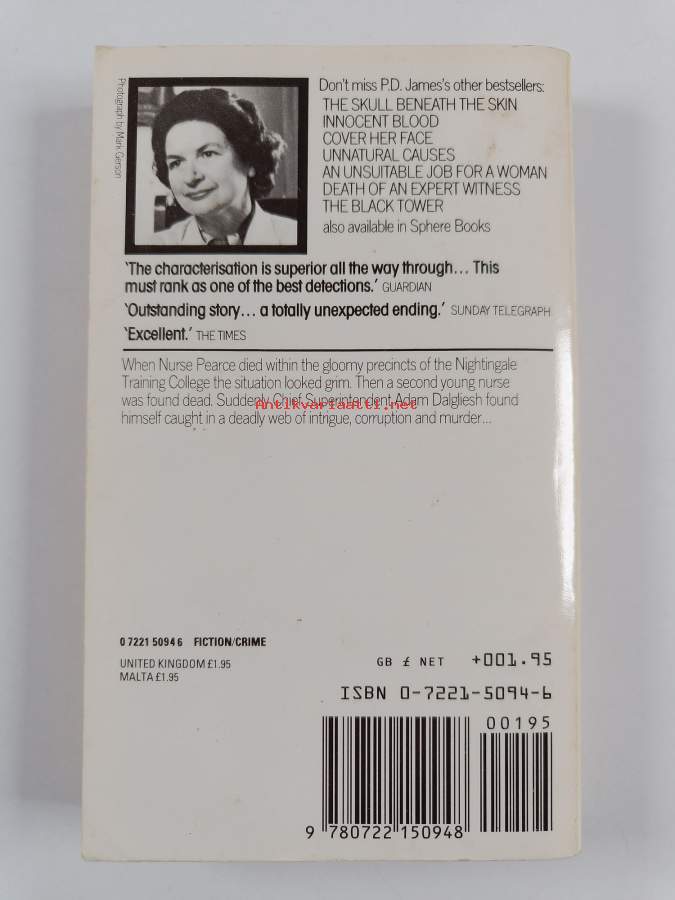 Photograph by Mark Gerson
Don't miss P.D. James's other bestsellers:
THE SKULL BENEATH THE SKIN
INNOCENT BLOOD
COVER HER FACE
UNNATURAL CAUSES
AN UNSUITABLE JOB FOR A WOMAN
DEATH OF AN EXPERT WITNESS
THE BLACK TOWER
also available in Sphere Books
'The characterisation is superior all the way through... This
must rank as one of the best detections.' GUARDIAN
'Outstanding story... a totally unexpected ending.' SUNDAY TELEGRAPH
'Excellent.' THE TIMES
When Nurse Pearce died within the gloomy precincts of the Nightingale
Training College the situation looked grim. Then a second young nurse
was found dead. Suddenly Chief Superintendent Adam Dalgliesh found
himself caught in a deadly web of intrigue, corruption and murder...
Antikvariaatti.net
0 7221 5094 6 FICTION/CRIME
UNITED KINGDOM £1.95
MALTA £1.95
GB £ NET +001.95
ISBN 0-7221-5094-6
00195
9 780722 150948